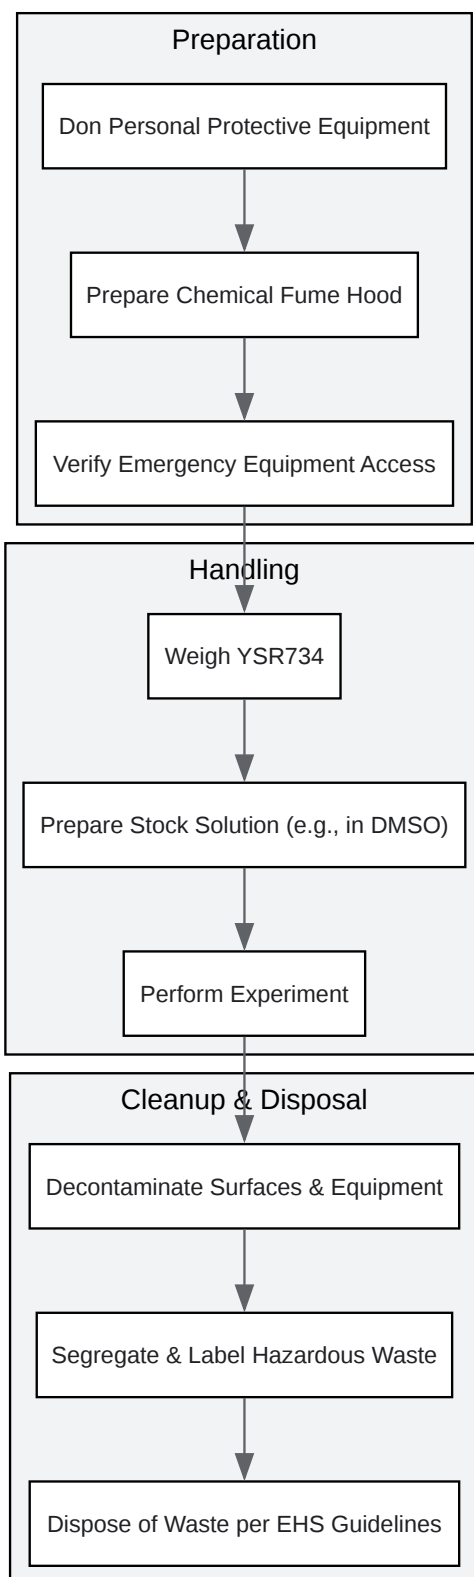 Preparation
Don Personal Protective Equipment
Prepare Chemical Fume Hood
Verify Emergency Equipment Access
Handling
Weigh YSR734
Prepare Stock Solution (e.g., in DMSO)
Perform Experiment
Cleanup & Disposal
Decontaminate Surfaces & Equipment
Segregate & Label Hazardous Waste
Dispose of Waste per EHS Guidelines